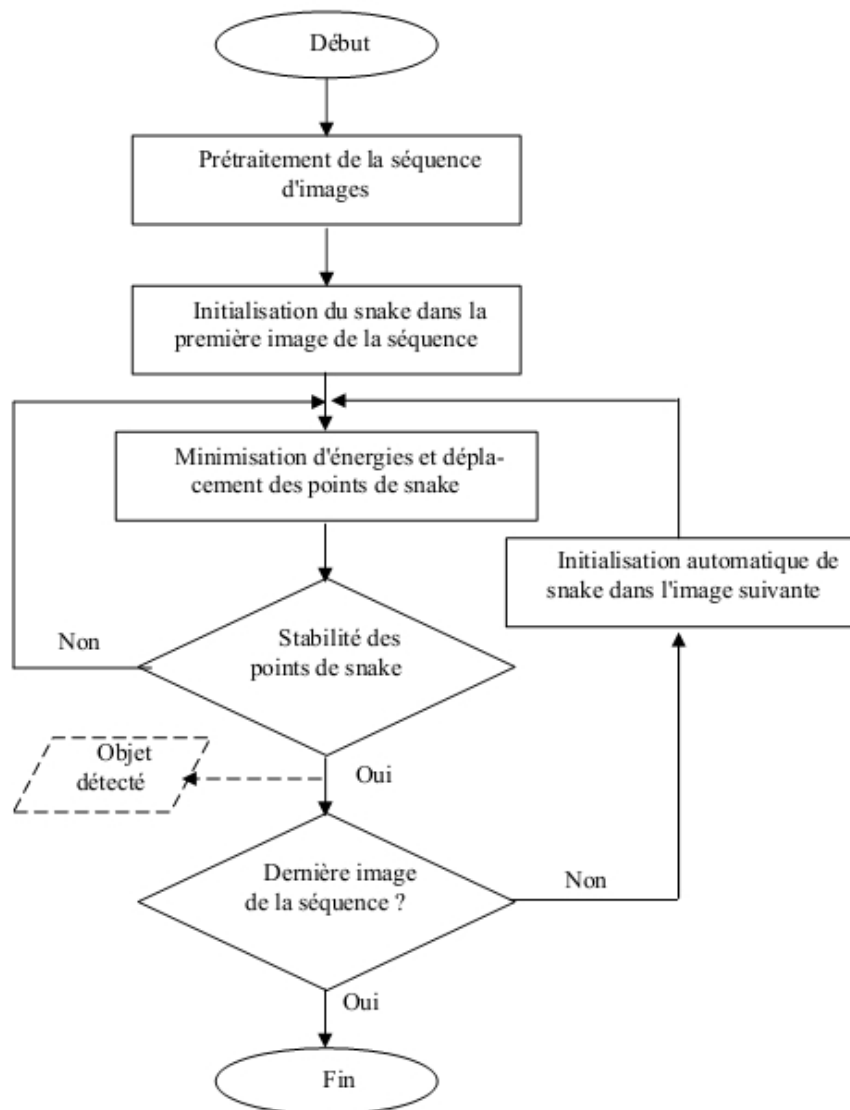 Début
Prétraitement de la séquence
d'images
Initialisation du snake dans la
première image de la séquence
Minimisation d'énergies et dépla-
cement des points de snake
Initialisation automatique de
snake dans l'image suivante
Stabilité des
points de snake
Non
Objet
détecté
Oui
Dernière image
de la séquence ?
Non
Oui
Fin